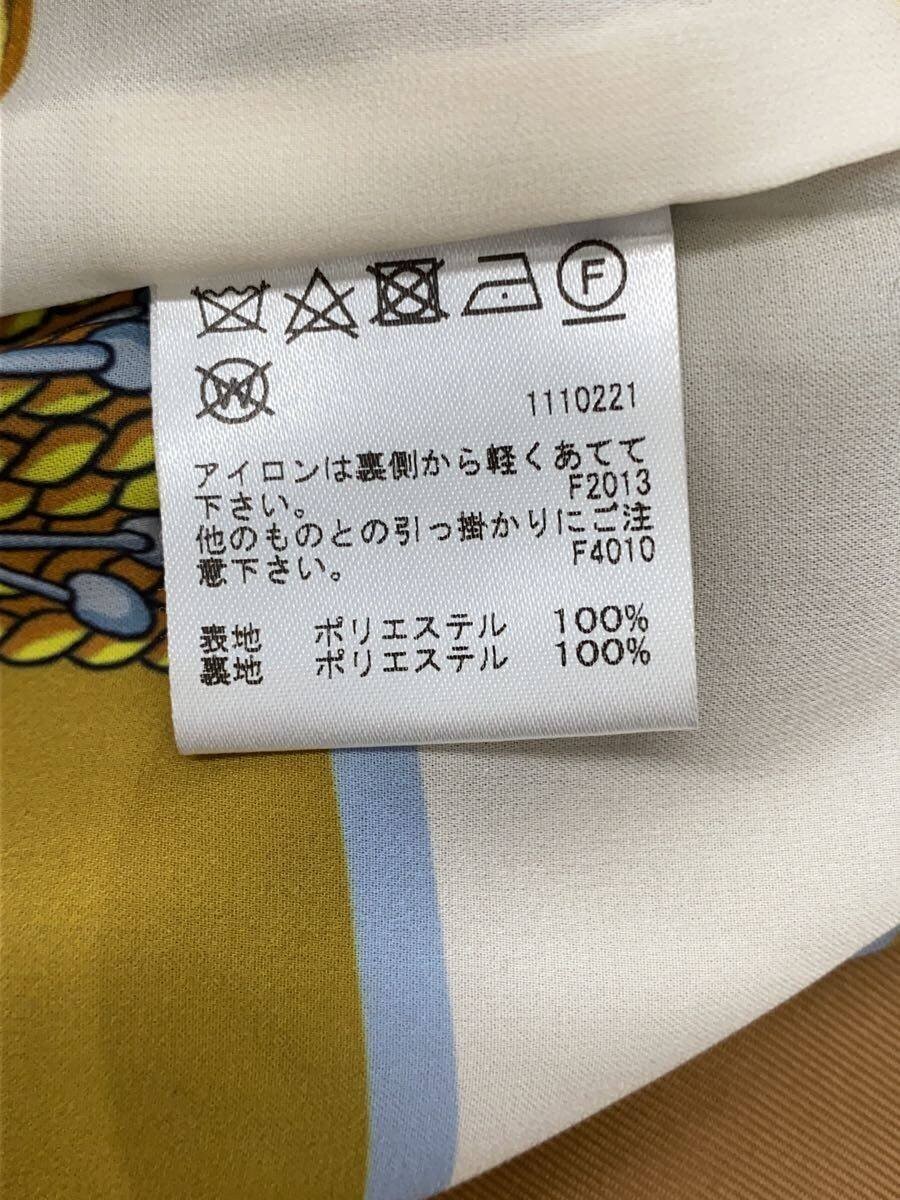 F
W
1110221
アイロンは裏側から軽くあてて
下さい。 F2013
他のものとの引っ掛かりにご注
意下さい。 F4010
表地 ポリエステル 100%
裏地 ポリエステル 100%